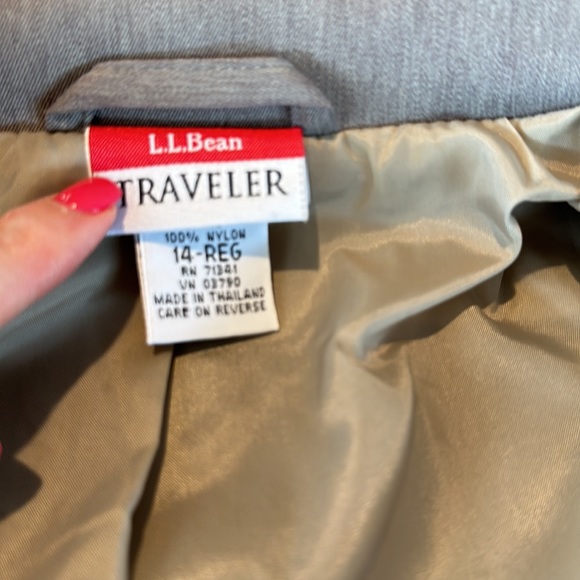 L.L.Bean
TRAVELER
100% NYLON
14-REG
RN 71341
VN 03790
MADE IN THAILAND
CARE ON REVERSE